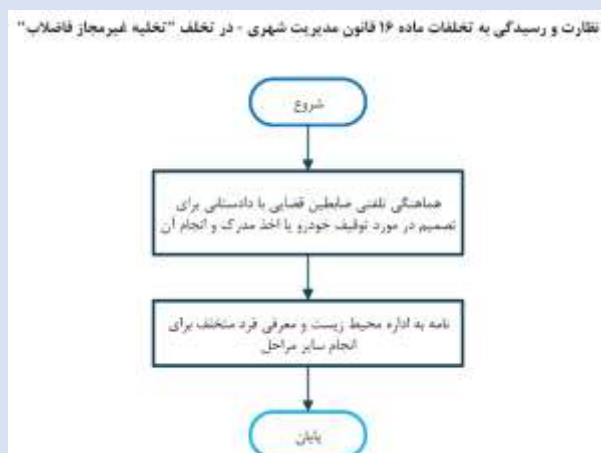 نظارت و رسیدگی به تخلفات ماده ۱۶ قانون مدیریت شهری - در تخلف "تخلیه غیرمجاز فاضلاب"
شروع
هماهنگی تلفنی ضابطین قضایی با دادستانی برای
تصمیم در مورد توقیف خودرو یا اخذ مدرک و انجام آن
نامه به اداره محیط زیست و معرفی فرد متخلف برای
انجام سایر مراحل
پایان